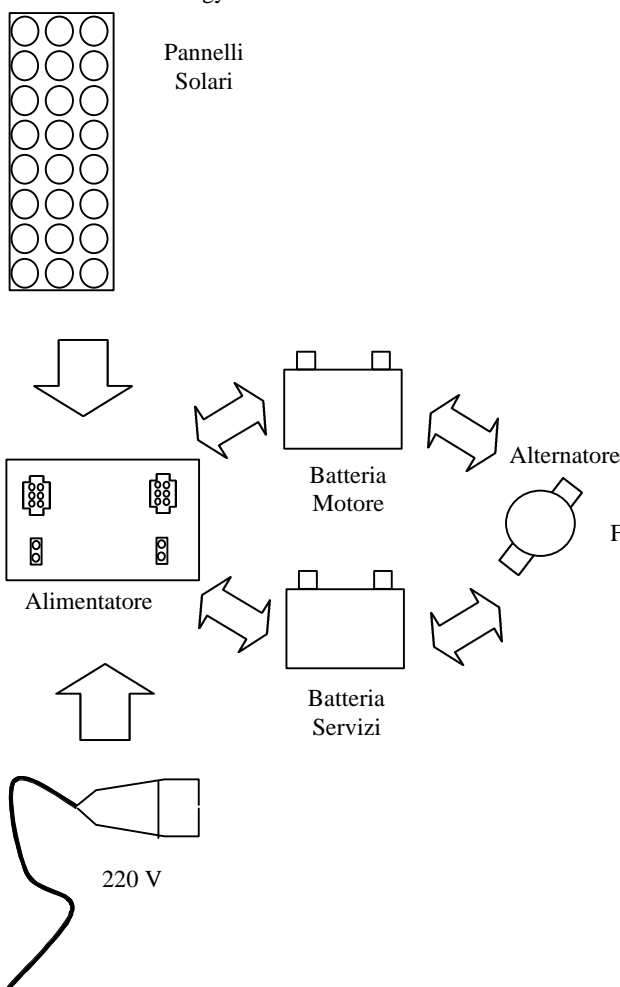 Pannelli
Solari
Alternatore
Batteria
Motore
F
Alimentatore
Batteria
Servizi
220 V